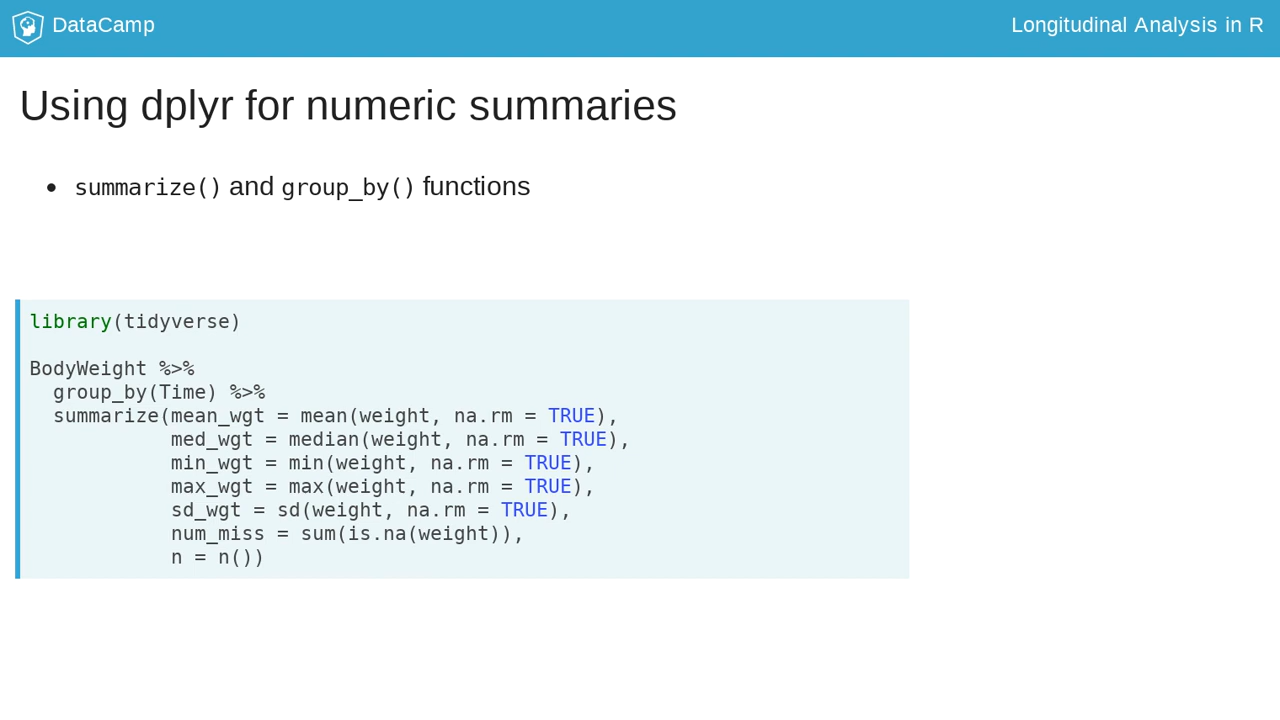 DataCamp
Longitudinal Analysis in R
Using dplyr for numeric summaries
• summarize() and group_by() functions
library(tidyverse)

BodyWeight %>%
  group_by(Time) %>%
  summarize(mean_wgt = mean(weight, na.rm = TRUE),
            med_wgt = median(weight, na.rm = TRUE),
            min_wgt = min(weight, na.rm = TRUE),
            max_wgt = max(weight, na.rm = TRUE),
            sd_wgt = sd(weight, na.rm = TRUE),
            num_miss = sum(is.na(weight)),
            n = n())